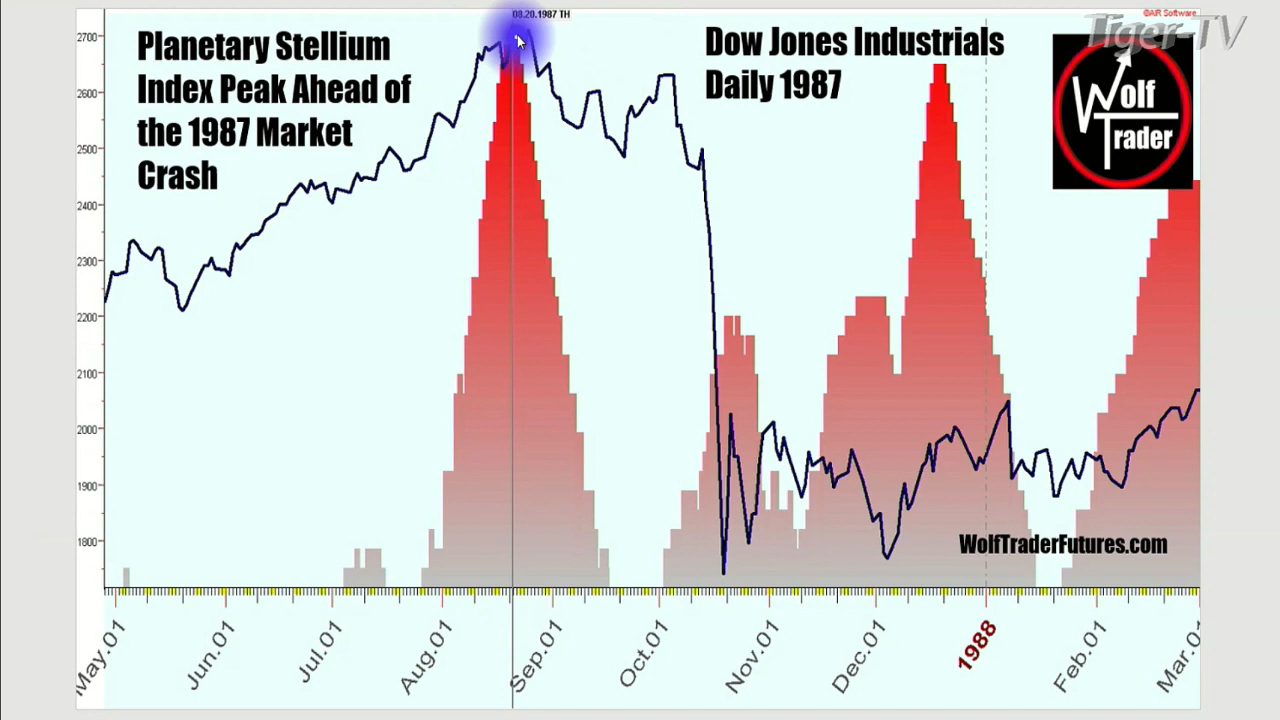 08.20.1987 TH
©AIR Software
Tiger-TV
Planetary Stellium
Index Peak Ahead of
the 1987 Market
Crash
Dow Jones Industrials
Daily 1987
Wolf
Trader
2700
2600
2500
2400
2300
2200
2100
2000
1900
1800
WolfTraderFutures.com
May.01
Jun.01
Jul.01
Aug.01
Sep.01
Oct.01
Nov.01
Dec.01
1988
Feb.01
Mar.01